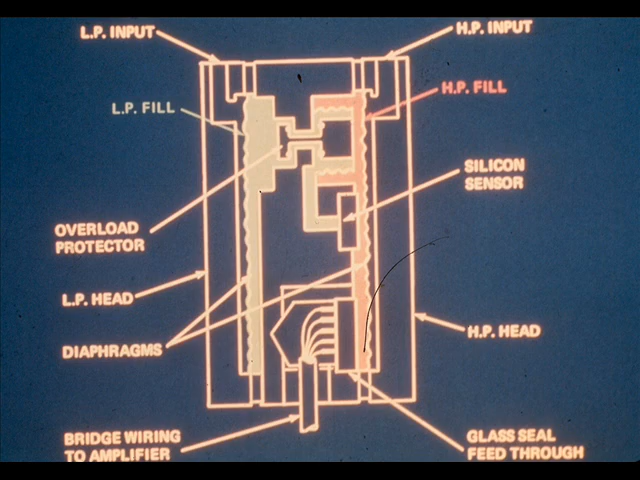 L.P. INPUT
H.P. INPUT
L.P. FILL
H.P. FILL
SILICON
SENSOR
OVERLOAD
PROTECTOR
L.P. HEAD
H.P. HEAD
DIAPHRAGMS
BRIDGE WIRING
TO AMPLIFIER
GLASS SEAL
FEED THROUGH